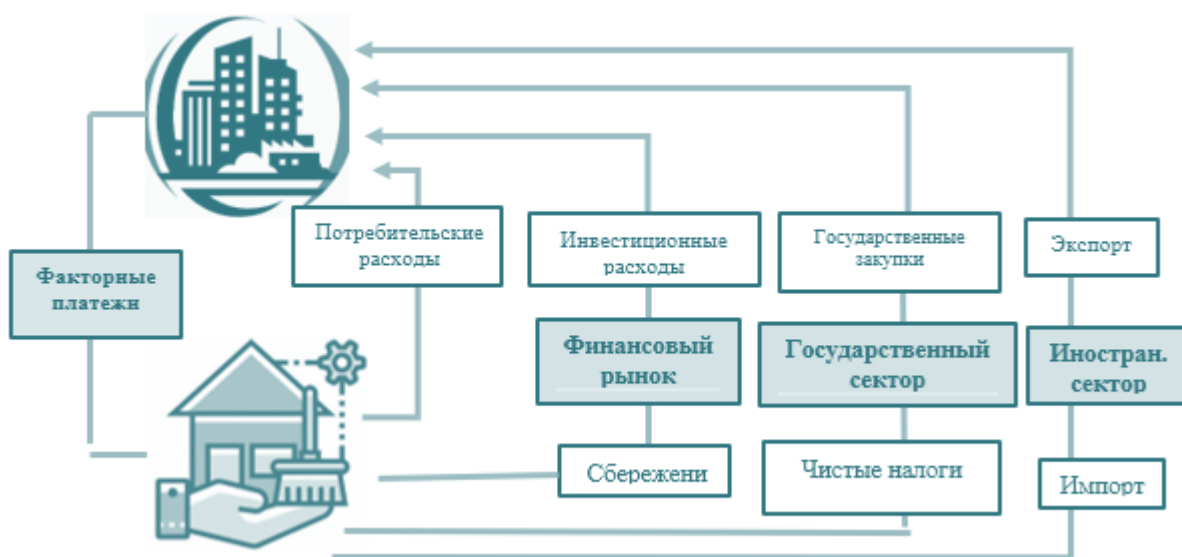 Потребительские
расходы
Инвестиционные
расходы
Государственные
закупки
Экспорт
Факторные
платежи
Финансовый
рынок
Государственный
сектор
Иностран.
сектор
Сбережени
Чистые налоги
Импорт